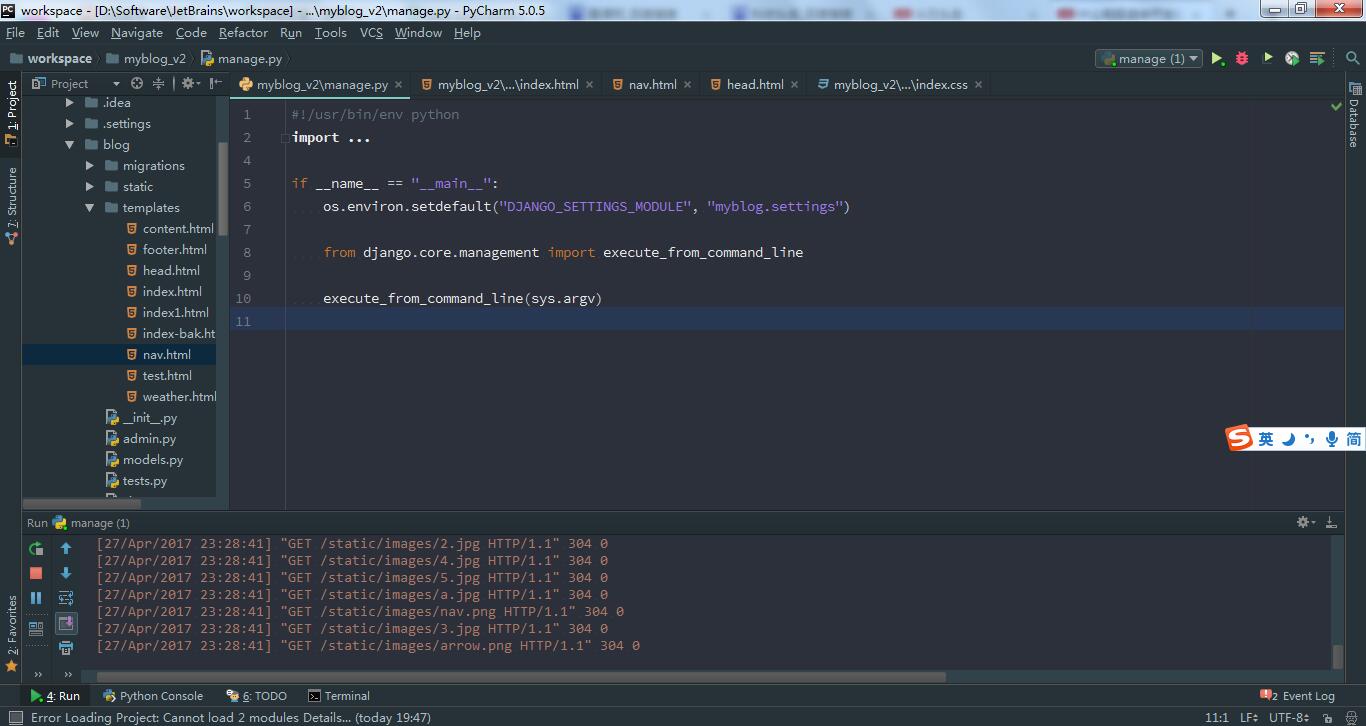 workspace - [D:\Software\JetBrains\workspace] - ...\myblog_v2\manage.py - PyCharm 5.0.5
File Edit View Navigate Code Refactor Run Tools VCS Window Help
workspace myblog_v2 manage.py manage (1)
1: Project
Project
myblog_v2\manage.py myblog_v2\...\index.html nav.html head.html myblog_v2\...\index.css
.idea
.settings
blog
migrations
static
templates
content.html
footer.html
head.html
index.html
index1.html
index-bak.ht
nav.html
test.html
weather.html
__init__.py
admin.py
models.py
tests.py
1 #!/usr/bin/env python
2 import ...
4
5 if __name__ == "__main__":
6 os.environ.setdefault("DJANGO_SETTINGS_MODULE", "myblog.settings")
7
8 from django.core.management import execute_from_command_line
9
10 execute_from_command_line(sys.argv)
11
Database
7: Structure
英 简
Run manage (1)
[27/Apr/2017 23:28:41] "GET /static/images/2.jpg HTTP/1.1" 304 0
[27/Apr/2017 23:28:41] "GET /static/images/4.jpg HTTP/1.1" 304 0
[27/Apr/2017 23:28:41] "GET /static/images/5.jpg HTTP/1.1" 304 0
[27/Apr/2017 23:28:41] "GET /static/images/a.jpg HTTP/1.1" 304 0
[27/Apr/2017 23:28:41] "GET /static/images/nav.png HTTP/1.1" 304 0
[27/Apr/2017 23:28:41] "GET /static/images/3.jpg HTTP/1.1" 304 0
[27/Apr/2017 23:28:41] "GET /static/images/arrow.png HTTP/1.1" 304 0
2: Favorites
4: Run Python Console 6: TODO Terminal 2 Event Log
Error Loading Project: Cannot load 2 modules Details... (today 19:47) 11:1 LF UTF-8